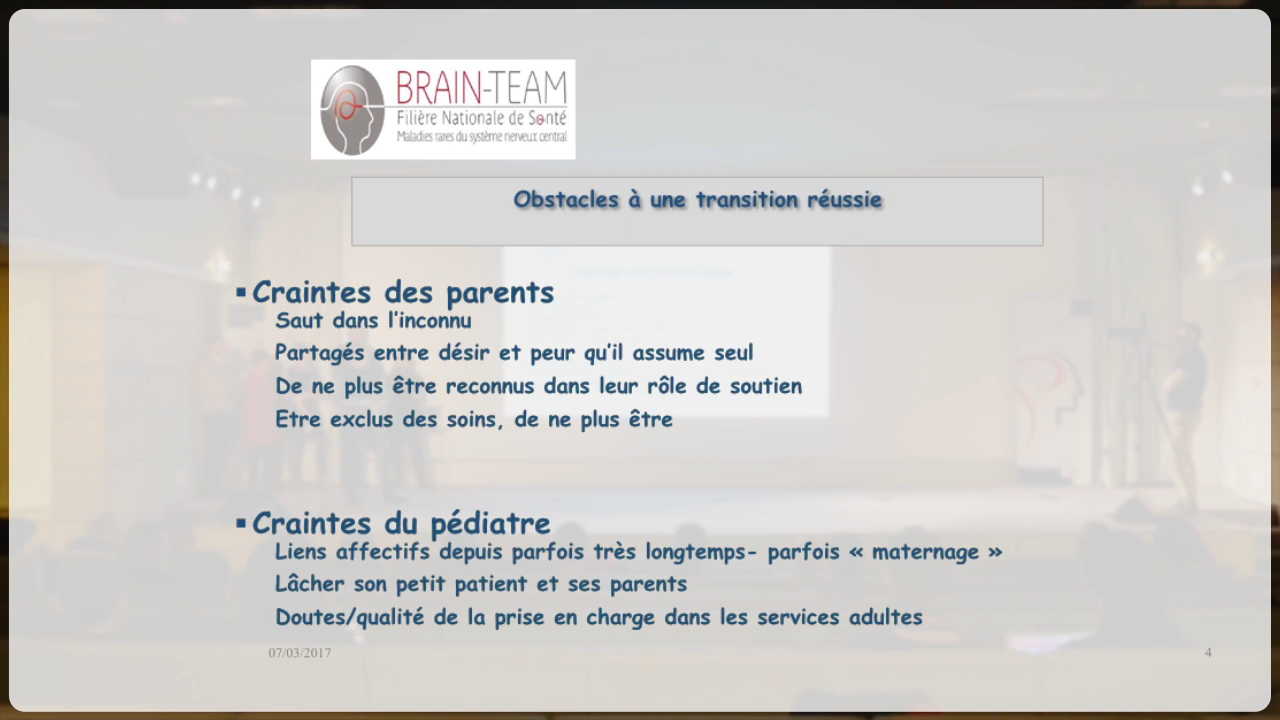 BRAIN-TEAM
Filière Nationale de Santé
Maladies rares du système nerveux central
Obstacles à une transition réussie
▪ Craintes des parents
Saut dans l'inconnu
Partagés entre désir et peur qu'il assume seul
De ne plus être reconnus dans leur rôle de soutien
Etre exclus des soins, de ne plus être
▪ Craintes du pédiatre
Liens affectifs depuis parfois très longtemps- parfois « maternage »
Lâcher son petit patient et ses parents
Doutes/qualité de la prise en charge dans les services adultes
07/03/2017
4